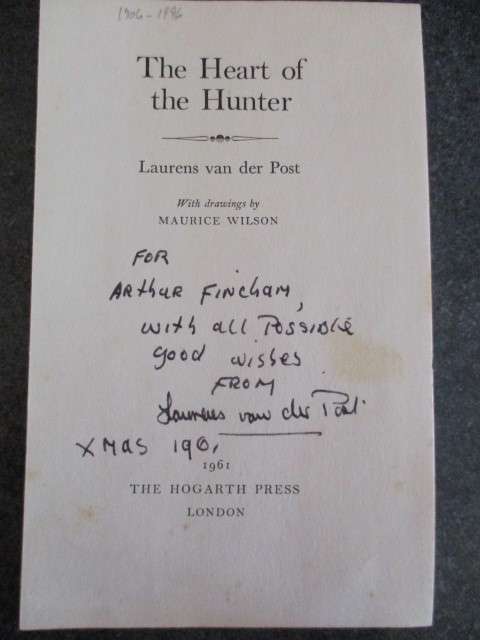 1906-1996
The Heart of
the Hunter
Laurens van der Post
With drawings by
MAURICE WILSON
FOR
ARthuR FINCham,
with all Possible
good wishes
FROM
Laurens van der Post
XMas 1961
1961
THE HOGARTH PRESS
LONDON